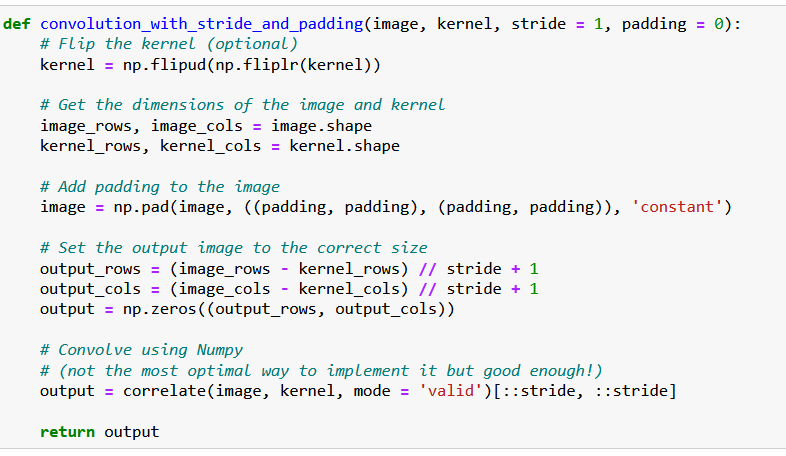 def convolution_with_stride_and_padding(image, kernel, stride = 1, padding = 0):
    # Flip the kernel (optional)
    kernel = np.flipud(np.fliplr(kernel))

    # Get the dimensions of the image and kernel
    image_rows, image_cols = image.shape
    kernel_rows, kernel_cols = kernel.shape

    # Add padding to the image
    image = np.pad(image, ((padding, padding), (padding, padding)), 'constant')

    # Set the output image to the correct size
    output_rows = (image_rows - kernel_rows) // stride + 1
    output_cols = (image_cols - kernel_cols) // stride + 1
    output = np.zeros((output_rows, output_cols))

    # Convolve using Numpy
    # (not the most optimal way to implement it but good enough!)
    output = correlate(image, kernel, mode = 'valid')[::stride, ::stride]

    return output